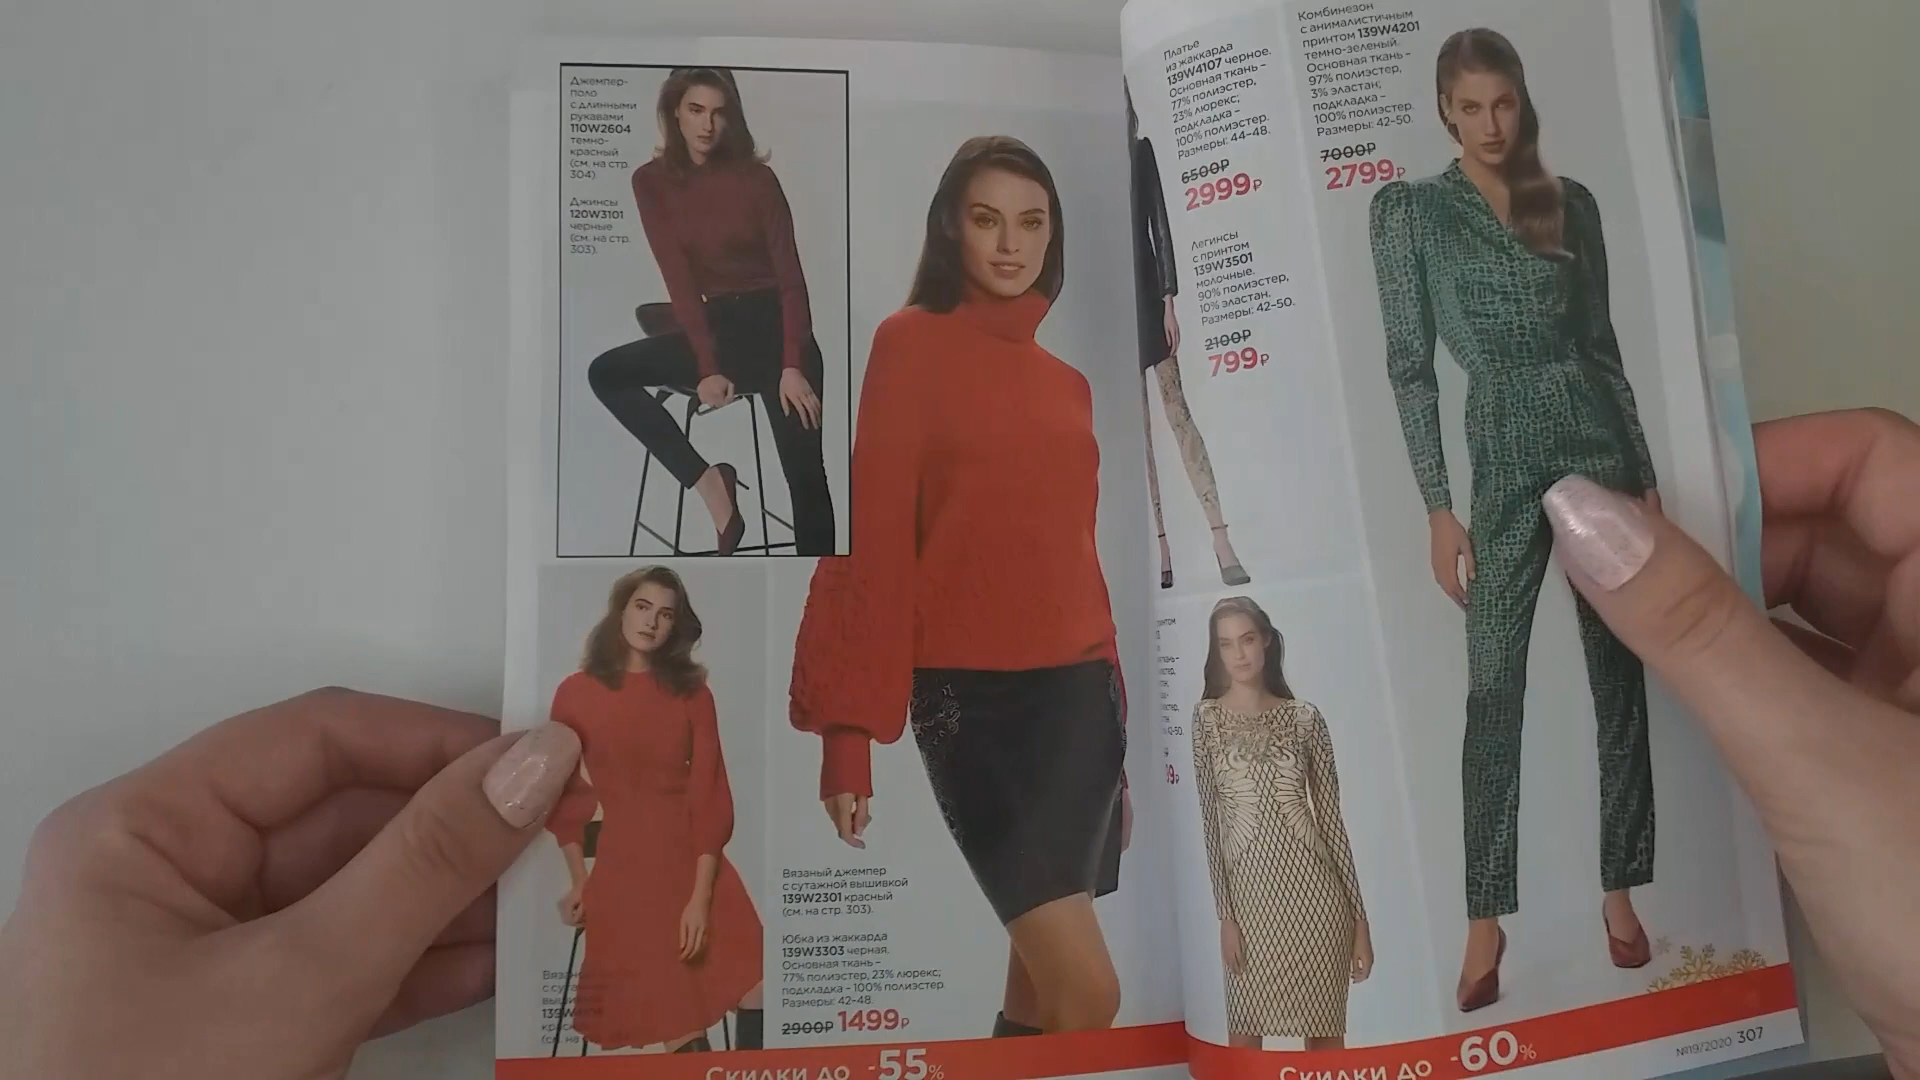 Джемпер-
поло
с длинными
рукавами
110W2604
темно-
красный
(см. на стр.
304).
Джинсы
120W3101
черные
(см. на стр.
303).
Вязаный джемпер
с сутажной вышивкой
139W2301 красный
(см. на стр. 303).
Юбка из жаккарда
139W3303 черная.
Основная ткань –
77% полиэстер, 23% люрекс;
подкладка – 100% полиэстер.
Размеры: 42-48.
2900₽ 1499₽
Скидки до -55%
Платье
из жаккарда
139W4107 черное.
Основная ткань –
77% полиэстер,
23% люрекс;
подкладка –
100% полиэстер.
Размеры: 44-48.
6500₽
2999₽
Легинсы
с принтом
139W3501
молочные.
90% полиэстер,
10% эластан.
Размеры: 42-50.
2100₽
799₽
Комбинезон
с анималистичным
принтом 139W4201
темно-зеленый.
Основная ткань –
97% полиэстер,
3% эластан;
подкладка –
100% полиэстер.
Размеры: 42-50.
7000₽
2799₽
Скидки до -60%
№19/2020 307